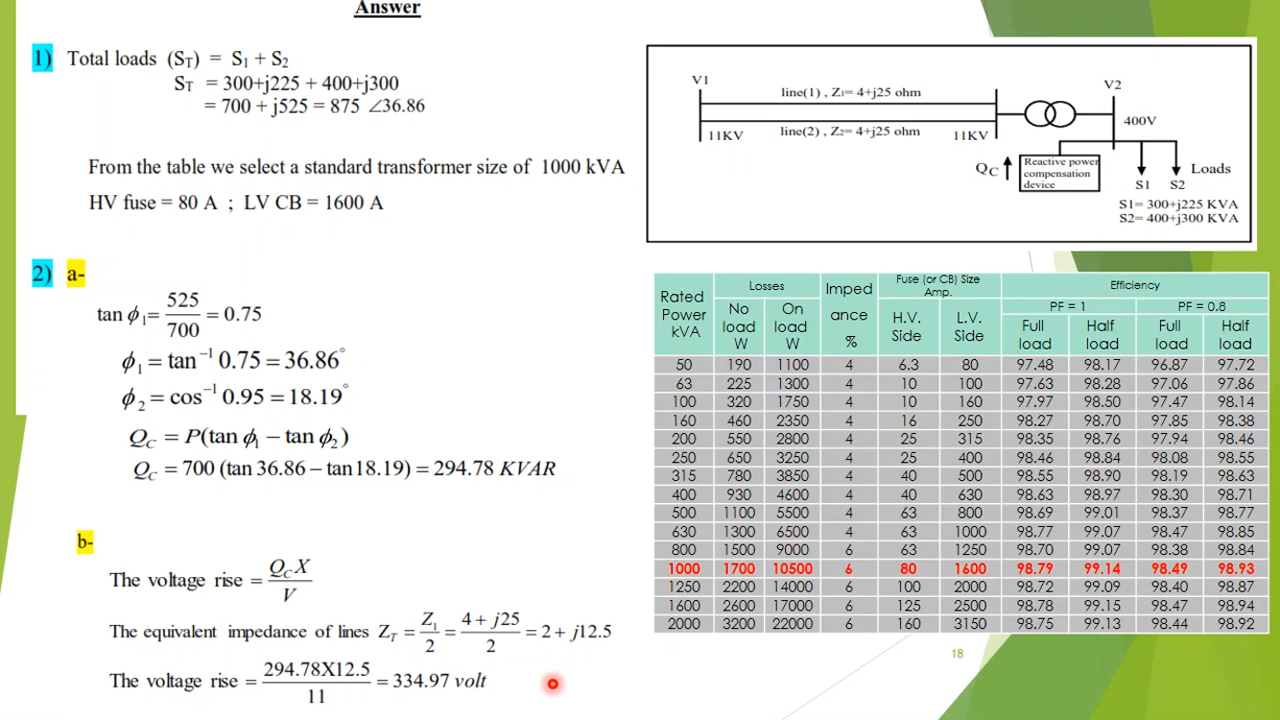 Answer
1) Total loads (S_T) = S₁ + S₂
S_T = 300+j225 + 400+j300
= 700 + j525 = 875 ∠36.86
From the table we select a standard transformer size of 1000 kVA
HV fuse = 80 A ; LV CB = 1600 A
2) a-
tan ϕ₁= 525/700 = 0.75
ϕ₁ = tan⁻¹ 0.75 = 36.86°
ϕ₂ = cos⁻¹ 0.95 = 18.19°
Q_C = P(tan ϕ₁ − tan ϕ₂)
Q_C = 700 (tan 36.86 − tan 18.19) = 294.78 KVAR
b-
The voltage rise = Q_C X / V
The equivalent impedance of lines Z_T = Z₁/2 = 4 + j25/2 = 2 + j12.5
The voltage rise = 294.78X12.5/11 = 334.97 volt
V1
V2
line(1) , Z₁= 4+j25 ohm
line(2) , Z₂= 4+j25 ohm
11KV
11KV
400V
Q_C
Reactive power
compensation
device
Loads
S1 S2
S1= 300+j225 KVA
S2= 400+j300 KVA
Rated Power kVA
Losses
No load W
On load W
Imped ance %
Fuse (or CB) Size Amp.
H.V. Side
L.V. Side
Efficiency
PF = 1
PF = 0.8
Full load
Half load
Full load
Half load
50 190 1100 4 6.3 80 97.48 98.17 96.87 97.72
63 225 1300 4 10 100 97.63 98.28 97.06 97.86
100 320 1750 4 10 160 97.97 98.50 97.47 98.14
160 460 2350 4 16 250 98.27 98.70 97.85 98.38
200 550 2800 4 25 315 98.35 98.76 97.94 98.46
250 650 3250 4 25 400 98.46 98.84 98.08 98.55
315 780 3850 4 40 500 98.55 98.90 98.19 98.63
400 930 4600 4 40 630 98.63 98.97 98.30 98.71
500 1100 5500 4 63 800 98.69 99.01 98.37 98.77
630 1300 6500 4 63 1000 98.77 99.07 98.47 98.85
800 1500 9000 6 63 1250 98.70 99.07 98.38 98.84
1000 1700 10500 6 80 1600 98.79 99.14 98.49 98.93
1250 2200 14000 6 100 2000 98.72 99.09 98.40 98.87
1600 2600 17000 6 125 2500 98.78 99.15 98.47 98.94
2000 3200 22000 6 160 3150 98.75 99.13 98.44 98.92
18